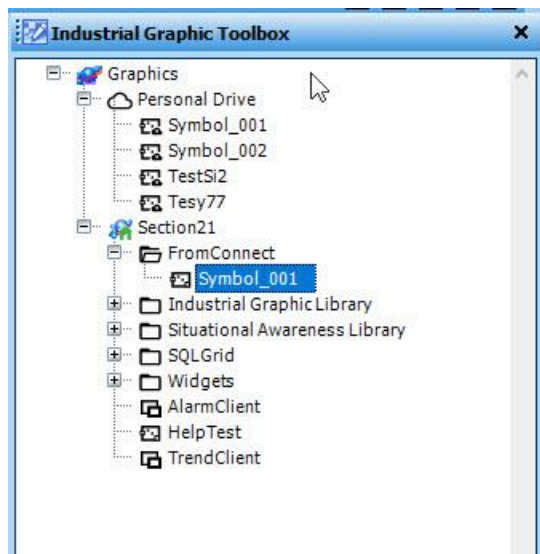 Industrial Graphic Toolbox
Graphics
Personal Drive
Symbol_001
Symbol_002
TestSi2
Tesy77
Section21
FromConnect
Symbol_001
Industrial Graphic Library
Situational Awareness Library
SQLGrid
Widgets
AlarmClient
HelpTest
TrendClient